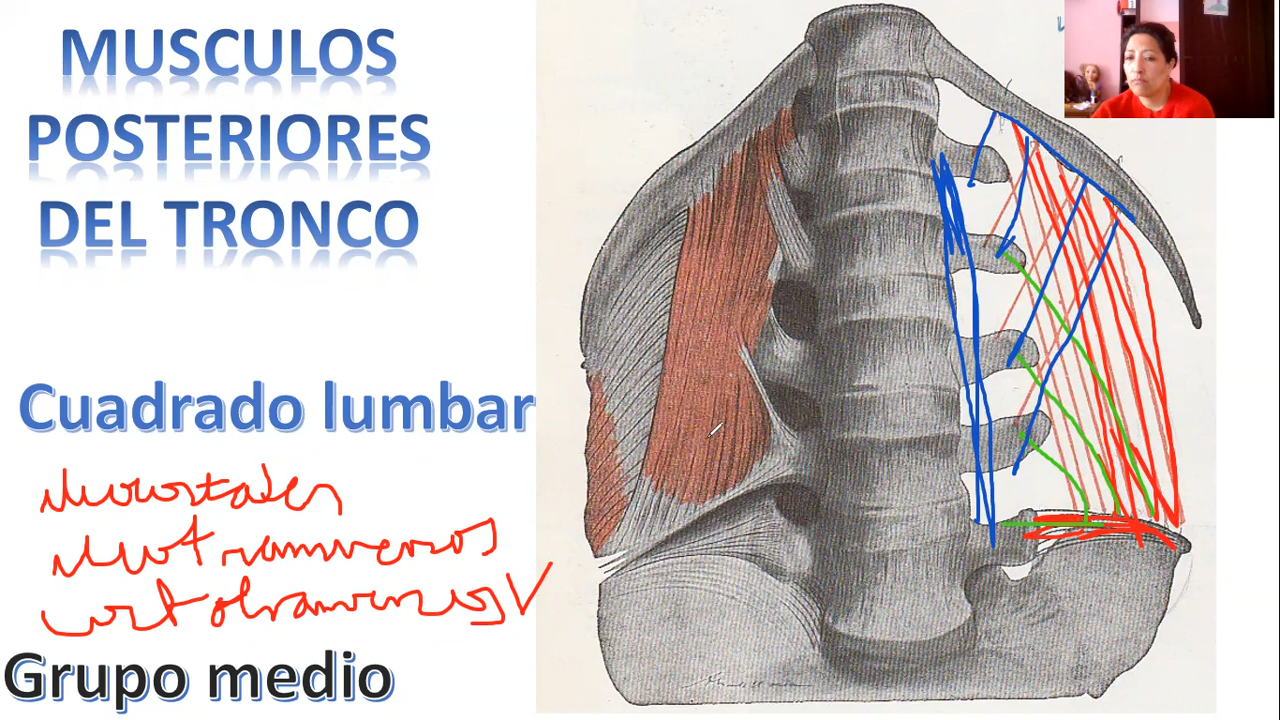 MUSCULOS
POSTERIORES
DEL TRONCO
Cuadrado lumbar
Grupo medio